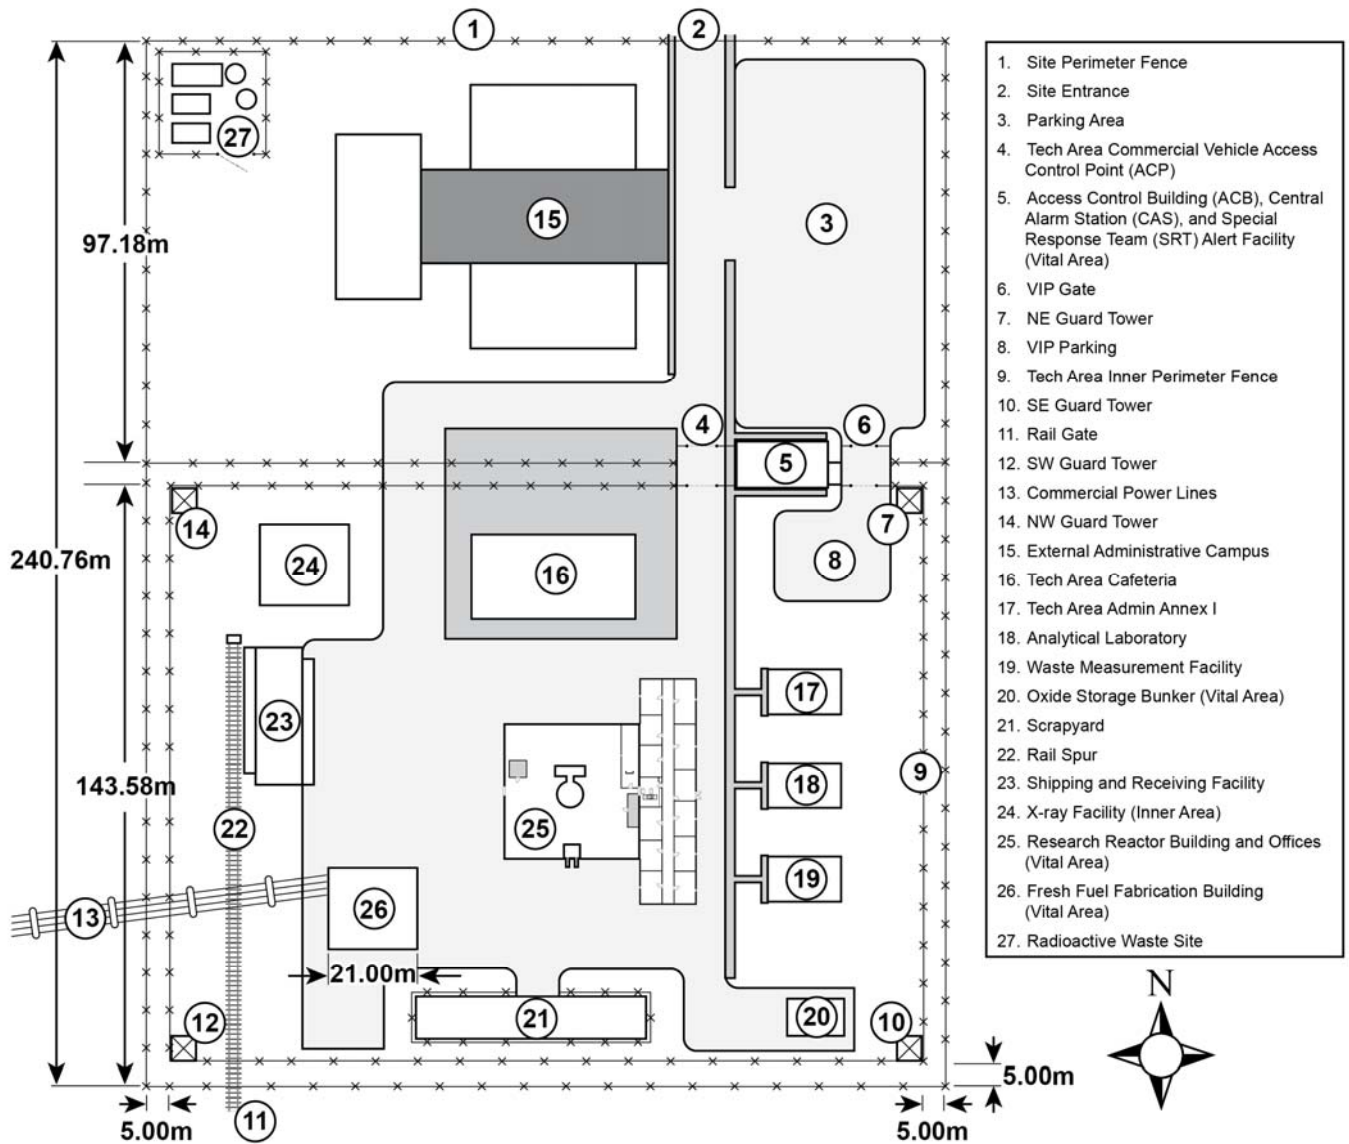 1
2
1. Site Perimeter Fence
2. Site Entrance
3. Parking Area
4. Tech Area Commercial Vehicle Access
Control Point (ACP)
5. Access Control Building (ACB), Central
Alarm Station (CAS), and Special
Response Team (SRT) Alert Facility
(Vital Area)
6. VIP Gate
7. NE Guard Tower
8. VIP Parking
9. Tech Area Inner Perimeter Fence
10. SE Guard Tower
11. Rail Gate
12. SW Guard Tower
13. Commercial Power Lines
14. NW Guard Tower
15. External Administrative Campus
16. Tech Area Cafeteria
17. Tech Area Admin Annex I
18. Analytical Laboratory
19. Waste Measurement Facility
20. Oxide Storage Bunker (Vital Area)
21. Scrapyard
22. Rail Spur
23. Shipping and Receiving Facility
24. X-ray Facility (Inner Area)
25. Research Reactor Building and Offices
(Vital Area)
26. Fresh Fuel Fabrication Building
(Vital Area)
27. Radioactive Waste Site
27
15
3
97.18m
4
6
5
14
7
240.76m
24
8
16
17
23
9
143.58m
18
22
25
19
13
26
21.00m
12
21
20
10
N
5.00m
11
5.00m
5.00m